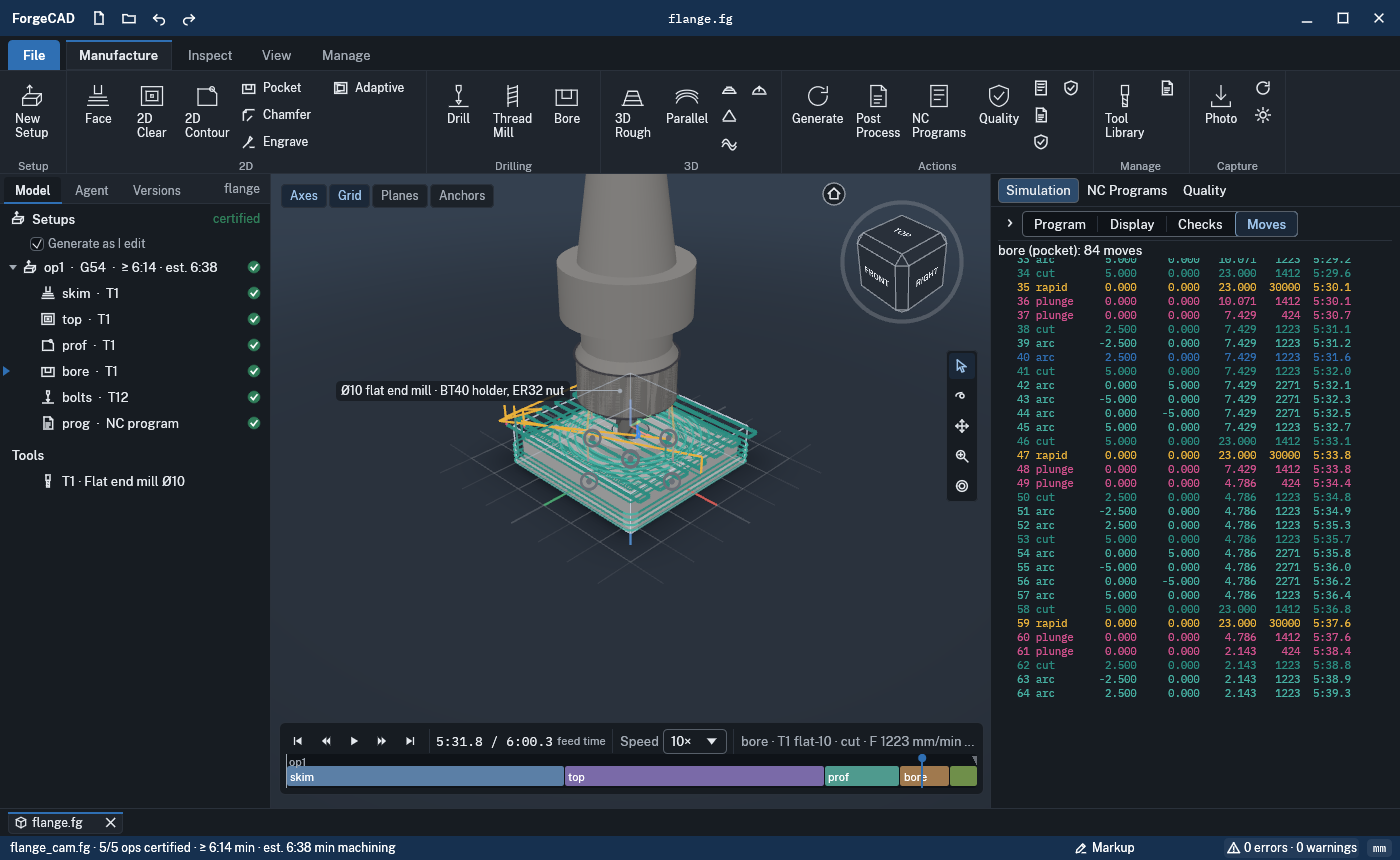 ForgeCAD
flange.fg
File
Manufacture
Inspect
View
Manage
New Setup
Setup
Face
2D Clear
2D Contour
Pocket
Chamfer
Engrave
Adaptive
2D
Drill
Thread Mill
Bore
Drilling
3D Rough
Parallel
3D
Generate
Post Process
NC Programs
Quality
Actions
Tool Library
Manage
Photo
Capture
Model
Agent
Versions
flange
Setups
certified
Generate as I edit
op1 · G54 · ≥ 6:14 · est. 6:38
skim · T1
top · T1
prof · T1
bore · T1
bolts · T12
prog · NC program
Tools
T1 · Flat end mill Ø10
Axes
Grid
Planes
Anchors
TOP
FRONT
RIGHT
Ø10 flat end mill · BT40 holder, ER32 nut
5:31.8 / 6:00.3 feed time
Speed
10×
bore · T1 flat-10 · cut · F 1223 mm/min ...
op1
skim
top
prof
bore
Simulation
NC Programs
Quality
Program
Display
Checks
Moves
bore (pocket): 84 moves
33 arc 5.000 0.000 10.071 1223 5:29.2
34 cut 5.000 0.000 23.000 1412 5:29.6
35 rapid 0.000 0.000 23.000 30000 5:30.1
36 plunge 0.000 0.000 10.071 1412 5:30.1
37 plunge 0.000 0.000 7.429 424 5:30.7
38 cut 2.500 0.000 7.429 1223 5:31.1
39 arc -2.500 0.000 7.429 1223 5:31.2
40 arc 2.500 0.000 7.429 1223 5:31.6
41 cut 5.000 0.000 7.429 1223 5:32.0
42 arc 0.000 5.000 7.429 2271 5:32.1
43 arc -5.000 0.000 7.429 2271 5:32.3
44 arc 0.000 -5.000 7.429 2271 5:32.5
45 arc 5.000 0.000 7.429 2271 5:32.7
46 cut 5.000 0.000 23.000 1412 5:33.1
47 rapid 0.000 0.000 23.000 30000 5:33.8
48 plunge 0.000 0.000 7.429 1412 5:33.8
49 plunge 0.000 0.000 4.786 424 5:34.4
50 cut 2.500 0.000 4.786 1223 5:34.8
51 arc -2.500 0.000 4.786 1223 5:34.9
52 arc 2.500 0.000 4.786 1223 5:35.3
53 cut 5.000 0.000 4.786 1223 5:35.7
54 arc 0.000 5.000 4.786 2271 5:35.8
55 arc -5.000 0.000 4.786 2271 5:36.0
56 arc 0.000 -5.000 4.786 2271 5:36.2
57 arc 5.000 0.000 4.786 2271 5:36.4
58 cut 5.000 0.000 23.000 1412 5:36.8
59 rapid 0.000 0.000 23.000 30000 5:37.6
60 plunge 0.000 0.000 4.786 1412 5:37.6
61 plunge 0.000 0.000 2.143 424 5:38.4
62 cut 2.500 0.000 2.143 1223 5:38.8
63 arc -2.500 0.000 2.143 1223 5:38.9
64 arc 2.500 0.000 2.143 1223 5:39.3
flange.fg
flange_cam.fg · 5/5 ops certified · ≥ 6:14 min · est. 6:38 min machining
Markup
0 errors · 0 warnings
mm